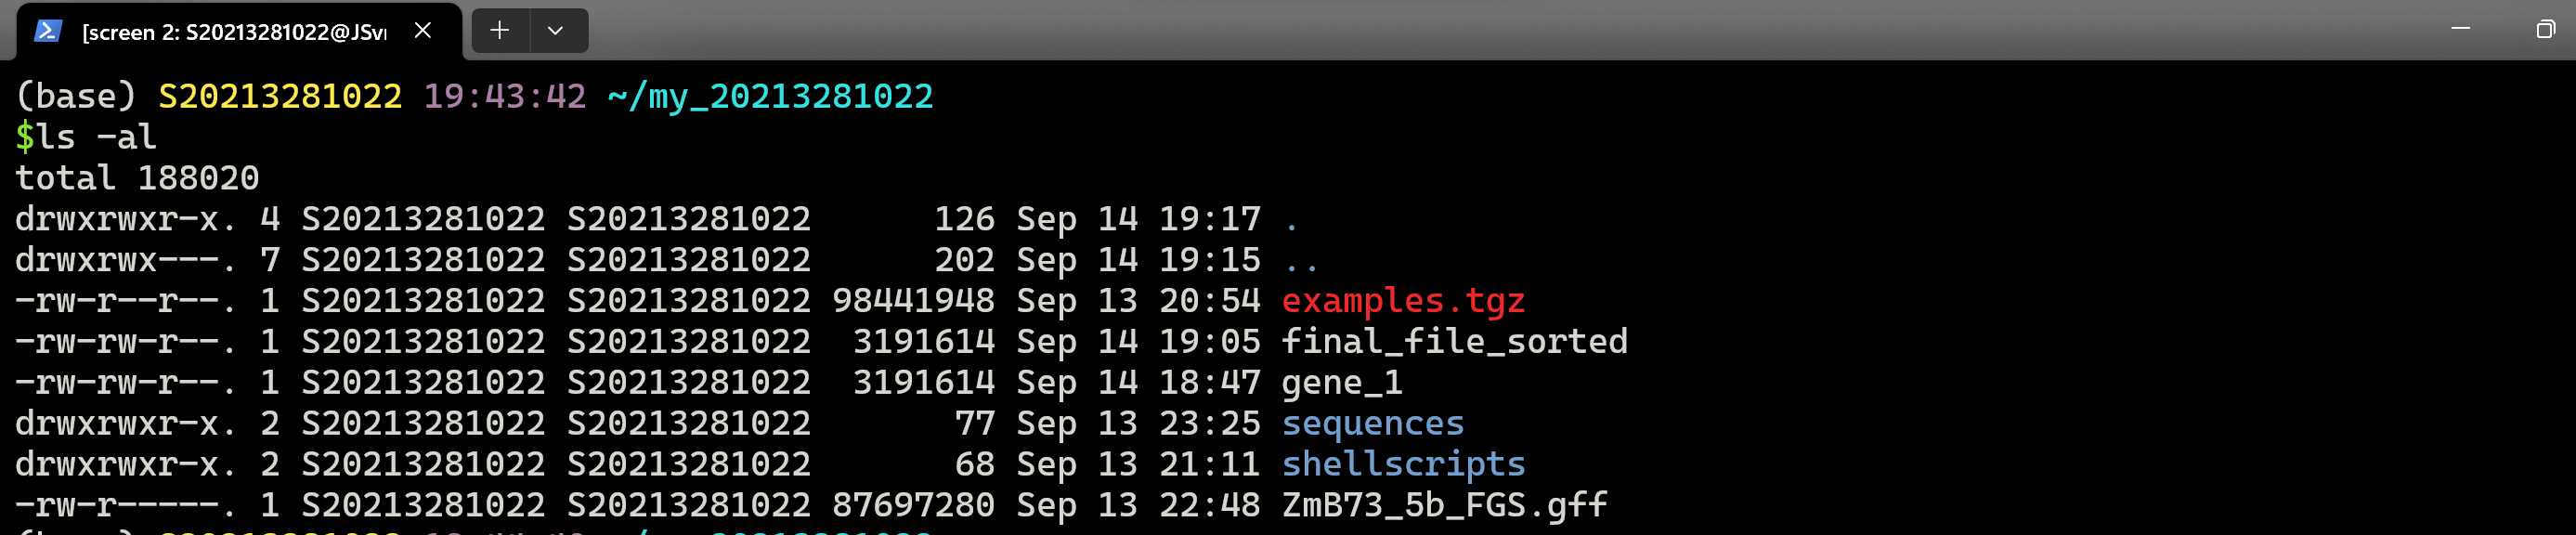 [screen 2: S20213281022@JSv
(base) S20213281022 19:43:42 ~/my_20213281022
$ls -al
total 188020
drwxrwxr-x. 4 S20213281022 S20213281022      126 Sep 14 19:17 .
drwxrwx---. 7 S20213281022 S20213281022      202 Sep 14 19:15 ..
-rw-r--r--. 1 S20213281022 S20213281022 98441948 Sep 13 20:54 examples.tgz
-rw-rw-r--. 1 S20213281022 S20213281022  3191614 Sep 14 19:05 final_file_sorted
-rw-rw-r--. 1 S20213281022 S20213281022  3191614 Sep 14 18:47 gene_1
drwxrwxr-x. 2 S20213281022 S20213281022       77 Sep 13 23:25 sequences
drwxrwxr-x. 2 S20213281022 S20213281022       68 Sep 13 21:11 shellscripts
-rw-r-----. 1 S20213281022 S20213281022 87697280 Sep 13 22:48 ZmB73_5b_FGS.gff